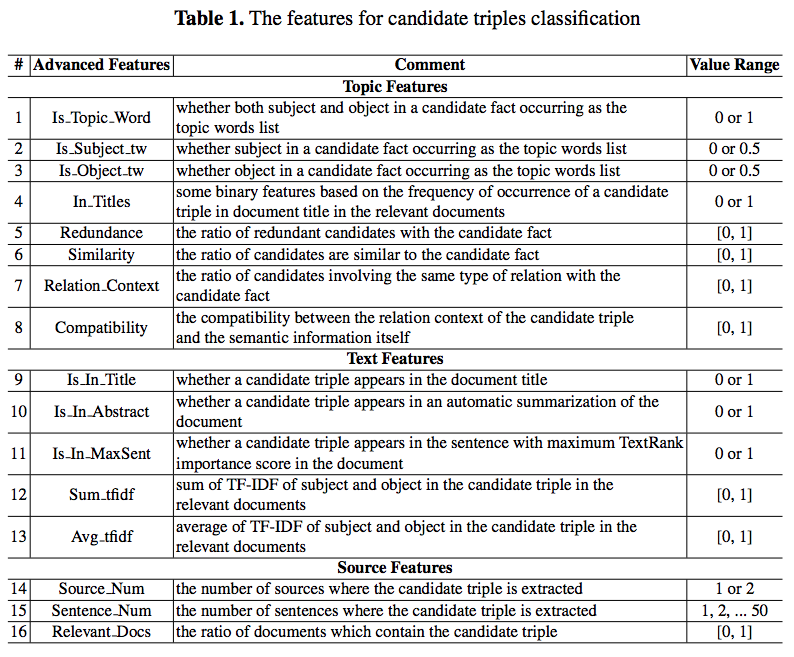 Table 1. The features for candidate triples classification
# Advanced Features Comment Value Range
Topic Features
1 Is_Topic_Word whether both subject and object in a candidate fact occurring as the topic words list 0 or 1
2 Is_Subject_tw whether subject in a candidate fact occurring as the topic words list 0 or 0.5
3 Is_Object_tw whether object in a candidate fact occurring as the topic words list 0 or 0.5
4 In_Titles some binary features based on the frequency of occurrence of a candidate triple in document title in the relevant documents 0 or 1
5 Redundance the ratio of redundant candidates with the candidate fact [0, 1]
6 Similarity the ratio of candidates are similar to the candidate fact [0, 1]
7 Relation_Context the ratio of candidates involving the same type of relation with the candidate fact [0, 1]
8 Compatibility the compatibility between the relation context of the candidate triple and the semantic information itself [0, 1]
Text Features
9 Is_In_Title whether a candidate triple appears in the document title 0 or 1
10 Is_In_Abstract whether a candidate triple appears in an automatic summarization of the document 0 or 1
11 Is_In_MaxSent whether a candidate triple appears in the sentence with maximum TextRank importance score in the document 0 or 1
12 Sum_tfidf sum of TF-IDF of subject and object in the candidate triple in the relevant documents [0, 1]
13 Avg_tfidf average of TF-IDF of subject and object in the candidate triple in the relevant documents [0, 1]
Source Features
14 Source_Num the number of sources where the candidate triple is extracted 1 or 2
15 Sentence_Num the number of sentences where the candidate triple is extracted 1, 2, ... 50
16 Relevant_Docs the ratio of documents which contain the candidate triple [0, 1]